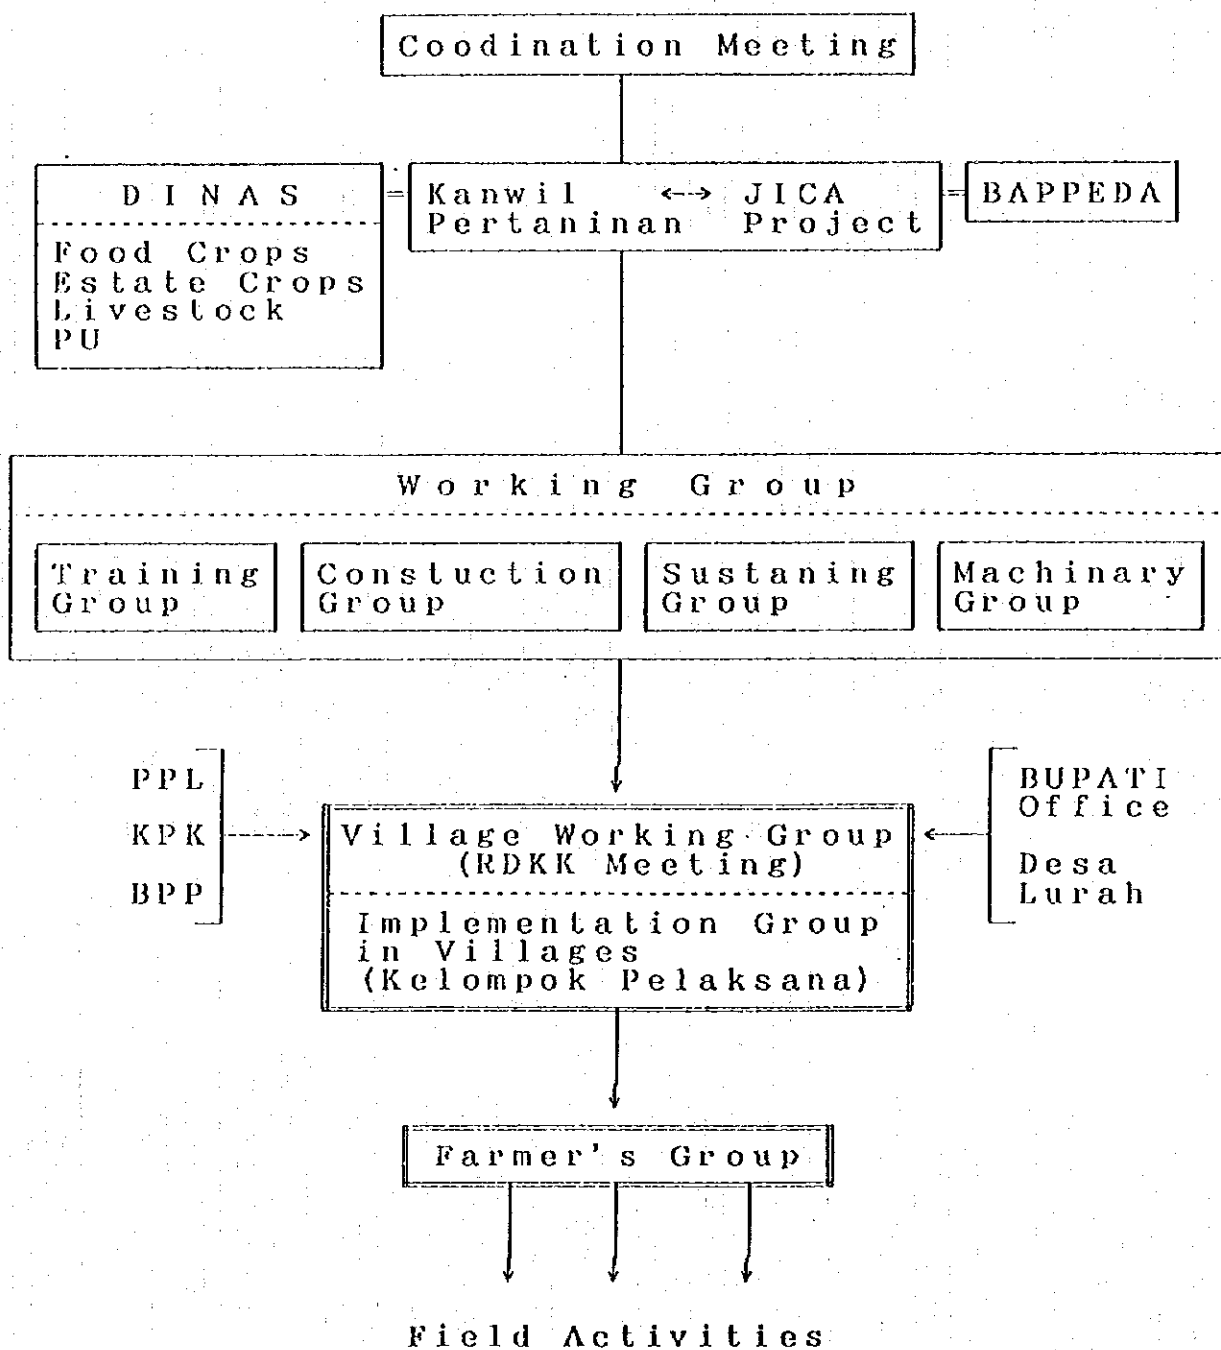 Coodination Meeting
DINAS
Food Crops
Estate Crops
Livestock
PU
Kanwil ←→ JICA
Pertaninan Project
BAPPEDA
Working Group
Training
Group
Constuction
Group
Sustaning
Group
Machinary
Group
PPL
KPK
BPP
Village Working Group
(RDKK Meeting)
Implementation Group
in Villages
(Kelompok Pelaksana)
BUPATI
Office
Desa
Lurah
Farmer's Group
Field Activities